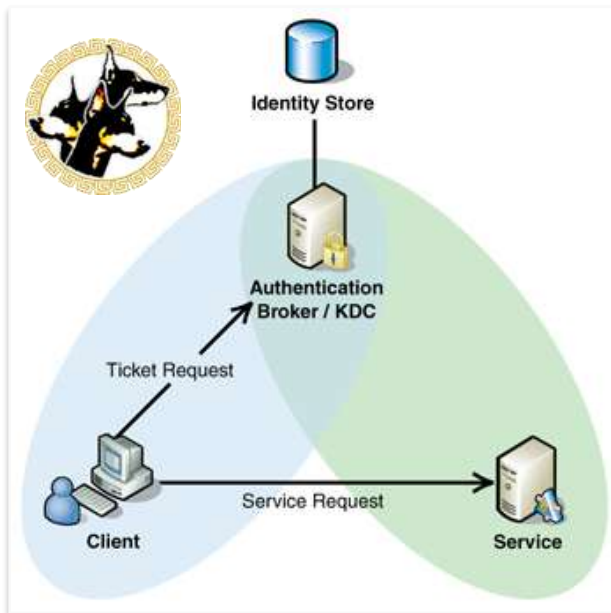 Identity Store
Authentication
Broker / KDC
Ticket Request
Service Request
Client
Service